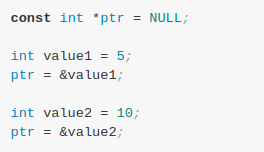 const int *ptr = NULL;
int value1 = 5;
ptr = &value1;
int value2 = 10;
ptr = &value2;